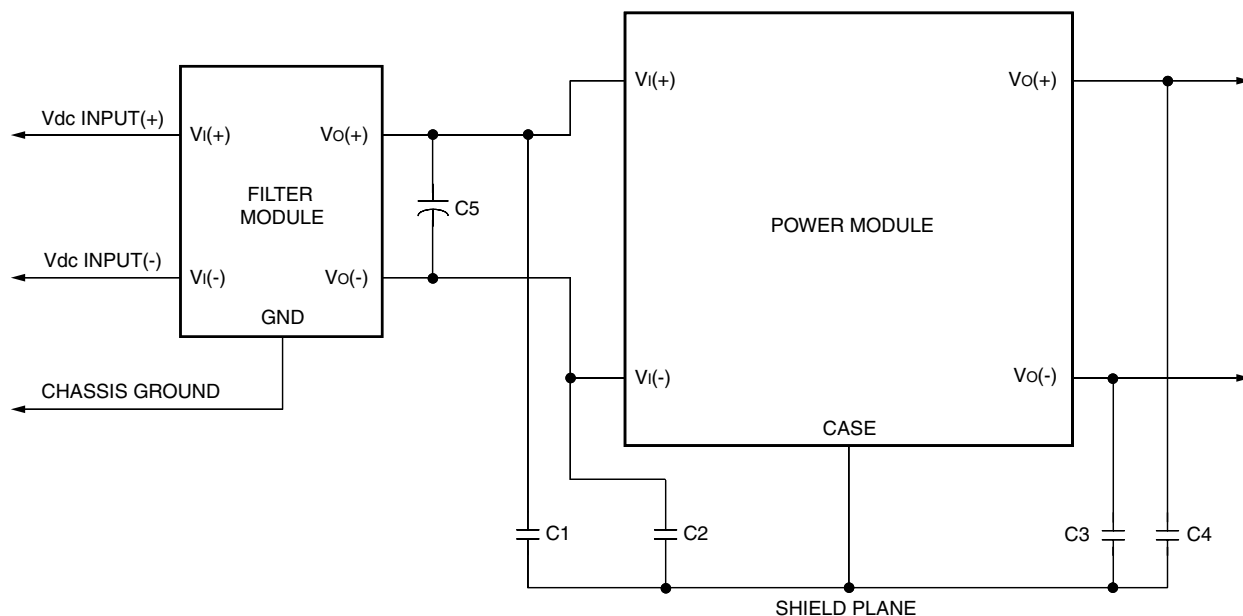 Vdc INPUT(+)
VI(+)
VO(+)
FILTER
MODULE
Vdc INPUT(-)
VI(-)
VO(-)
GND
CHASSIS GROUND
C5
VI(+)
VO(+)
POWER MODULE
VI(-)
VO(-)
CASE
C1
C2
C3
C4
SHIELD PLANE